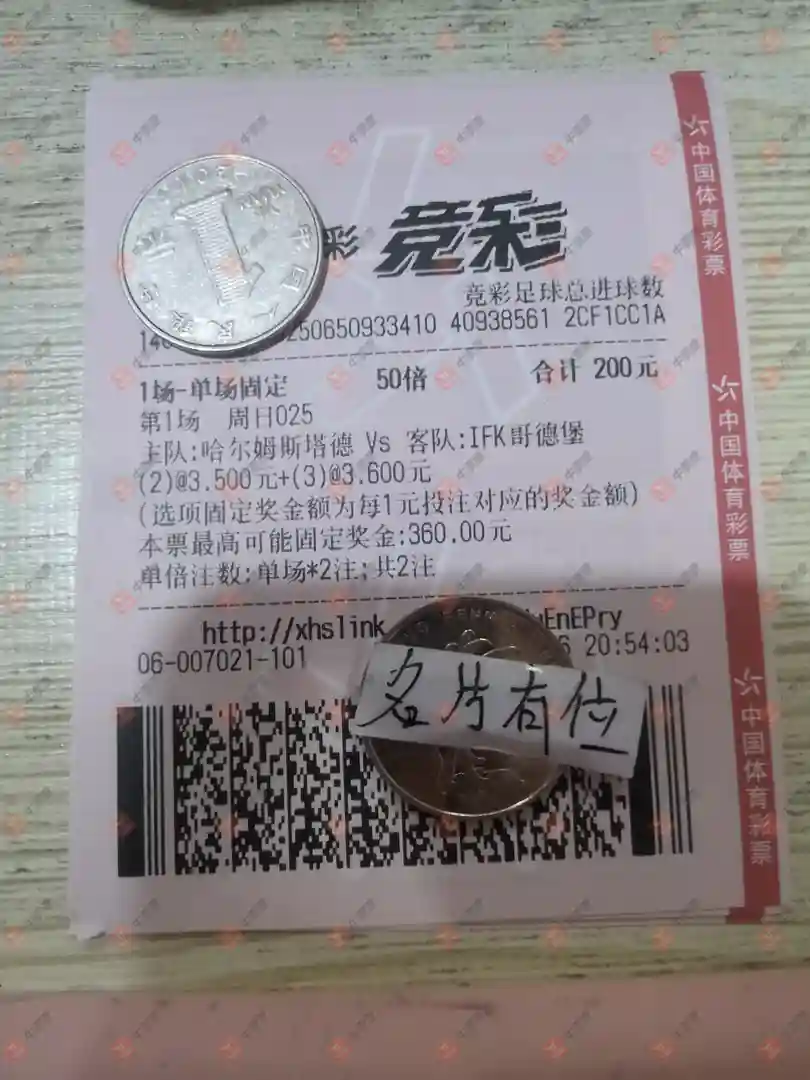 彩 竞彩
竞彩足球总进球数
250650933410 40938561 2CF1CC1A
1场-单场固定 50倍 合计 200元
第1场 周日025
主队:哈尔姆斯塔德 Vs 客队:IFK哥德堡
(2)@3.500元+(3)@3.600元
(选项固定奖金额为每1元投注对应的奖金额)
本票最高可能固定奖金:360.00元
单倍注数:单场*2注;共2注
http://xhslink EnEPry
06-007021-101 20:54:03
名片有位
中国体育彩票
中国体育彩票
中国体育彩票